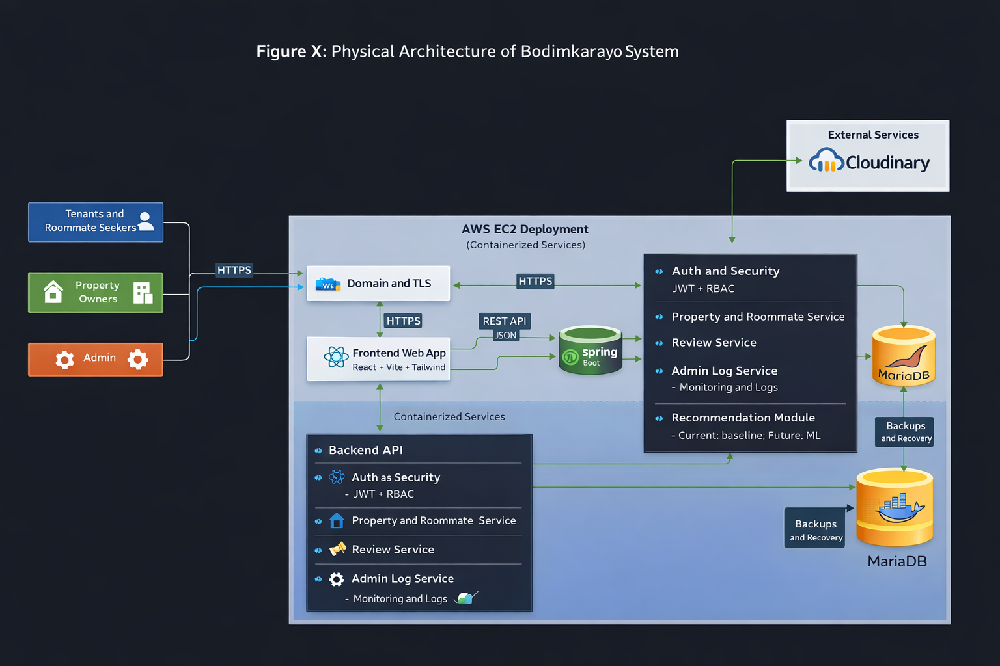 Figure X: Physical Architecture of Bodimkarayo System
External Services
Cloudinary
Tenants and
Roommate Seekers
Property
Owners
Admin
HTTPS
AWS EC2 Deployment
(Containerized Services)
Domain and TLS
HTTPS
HTTPS
Frontend Web App
React + Vite + Tailwind
REST API
JSON
Spring
Boot
Auth and Security
JWT + RBAC
Property and Roommate Service
Review Service
Admin Log Service
- Monitoring and Logs
Recommendation Module
- Current: baseline; Future. ML
MariaDB
Backups
and Recovery
Containerized Services
Backend API
Auth as Security
- JWT + RBAC
Property and Roommate Service
Review Service
Admin Log Service
- Monitoring and Logs
Backups
and Recovery
MariaDB